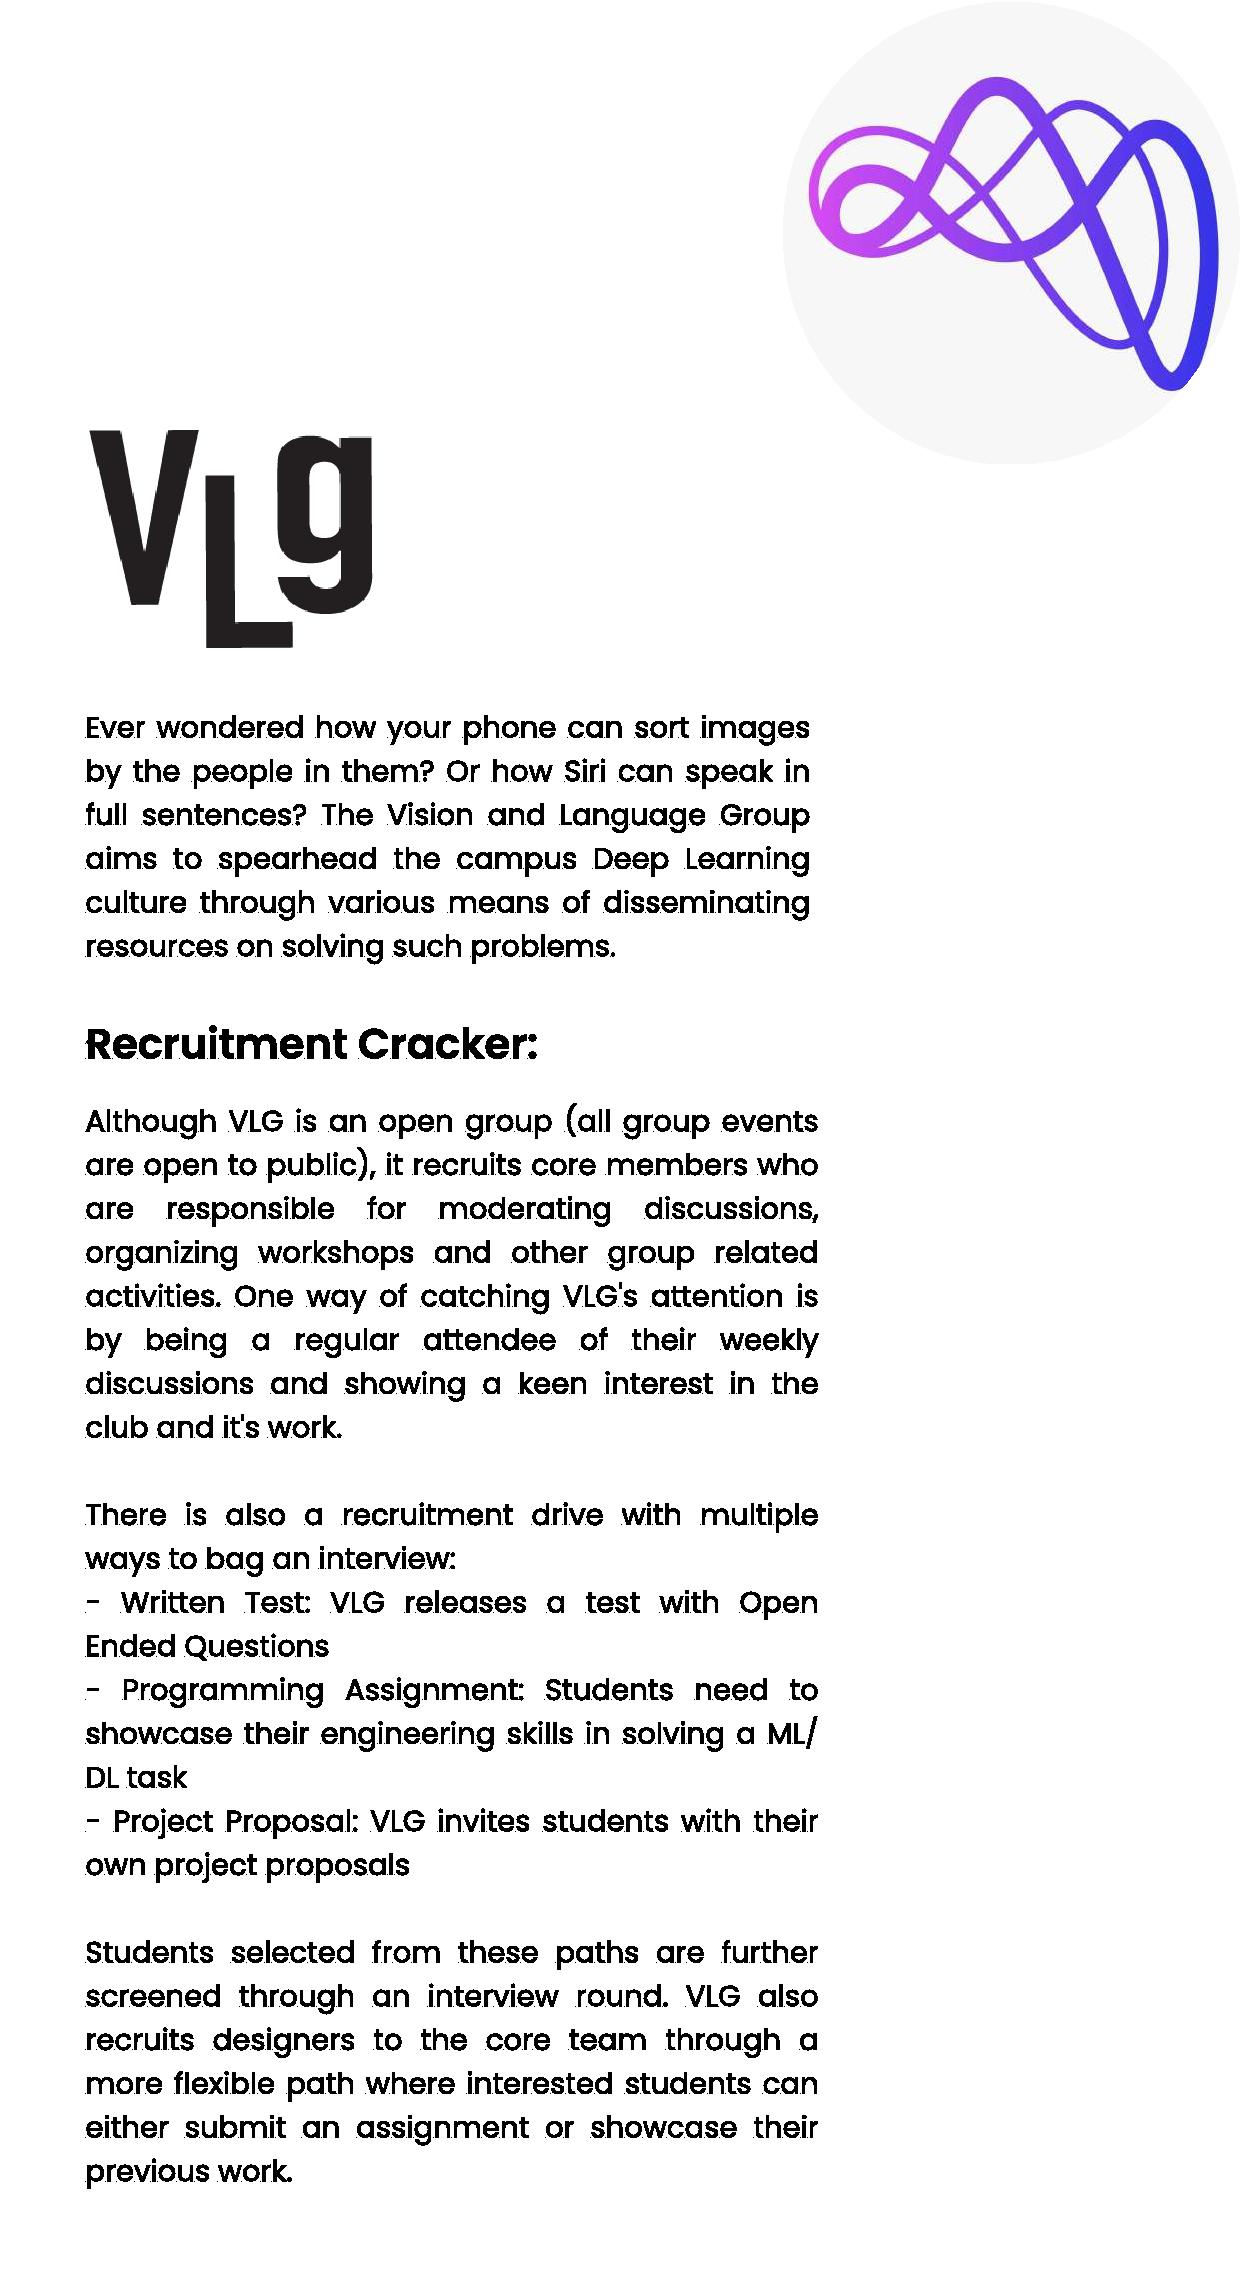 VLg
Ever wondered how your phone can sort images
by the people in them? Or how Siri can speak in
full sentences? The Vision and Language Group
aims to spearhead the campus Deep Learning
culture through various means of disseminating
resources on solving such problems.
Recruitment Cracker:
Although VLG is an open group (all group events
are open to public), it recruits core members who
are responsible for moderating discussions,
organizing workshops and other group related
activities. One way of catching VLG's attention is
by being a regular attendee of their weekly
discussions and showing a keen interest in the
club and it's work.
There is also a recruitment drive with multiple
ways to bag an interview:
- Written Test: VLG releases a test with Open
Ended Questions
- Programming Assignment: Students need to
showcase their engineering skills in solving a ML/
DL task
- Project Proposal: VLG invites students with their
own project proposals
Students selected from these paths are further
screened through an interview round. VLG also
recruits designers to the core team through a
more flexible path where interested students can
either submit an assignment or showcase their
previous work.